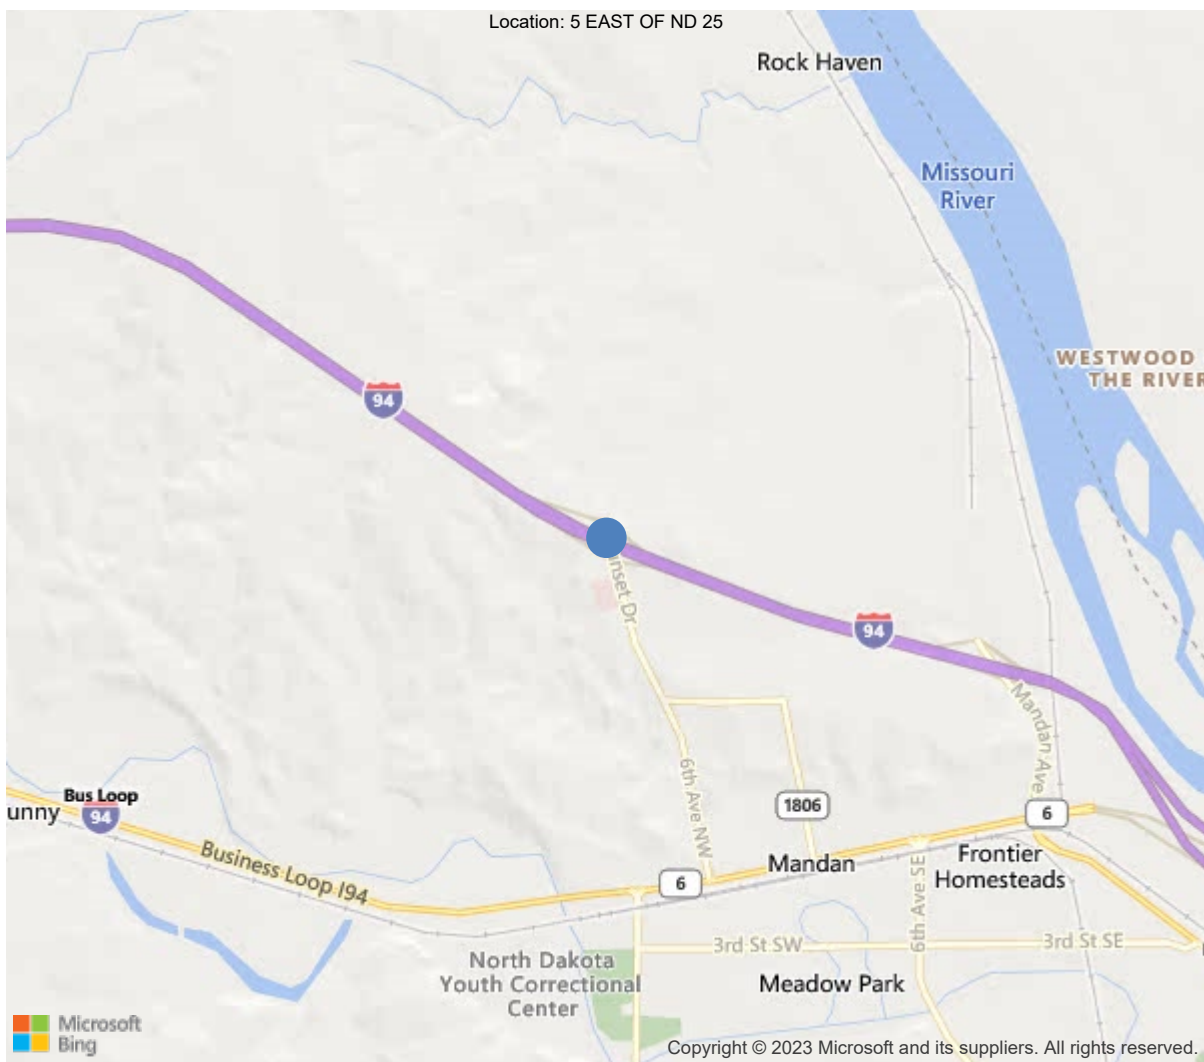 Location: 5 EAST OF ND 25
Rock Haven
Missouri
River
WESTWOOD
THE RIVER
94
94
nset Dr
Mandan Ave
6th Ave NW
1806
6
Bus Loop
94
unny
Business Loop I94
Mandan
6
Frontier
Homesteads
6th Ave SE
3rd St SW
3rd St SE
North Dakota
Youth Correctional
Center
Meadow Park
Microsoft
Bing
Copyright © 2023 Microsoft and its suppliers. All rights reserved.